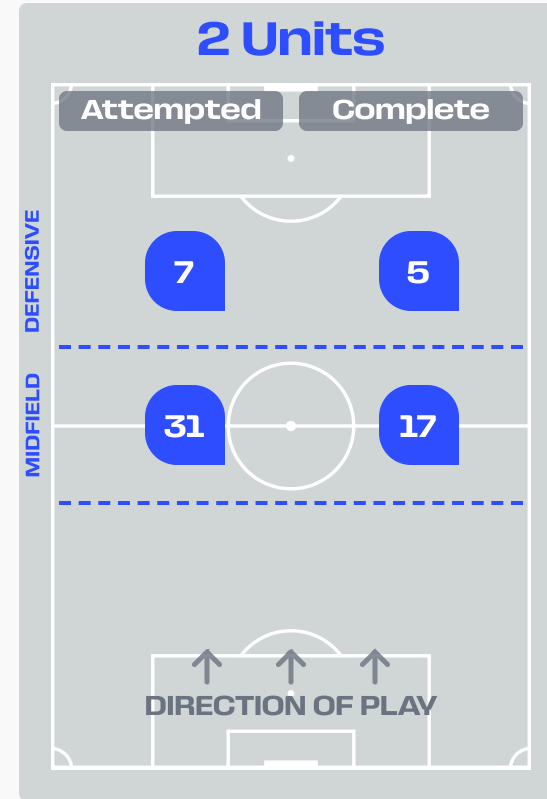 2 Units
Attempted Complete
DEFENSIVE
7 5
MIDFIELD
31 17
DIRECTION OF PLAY